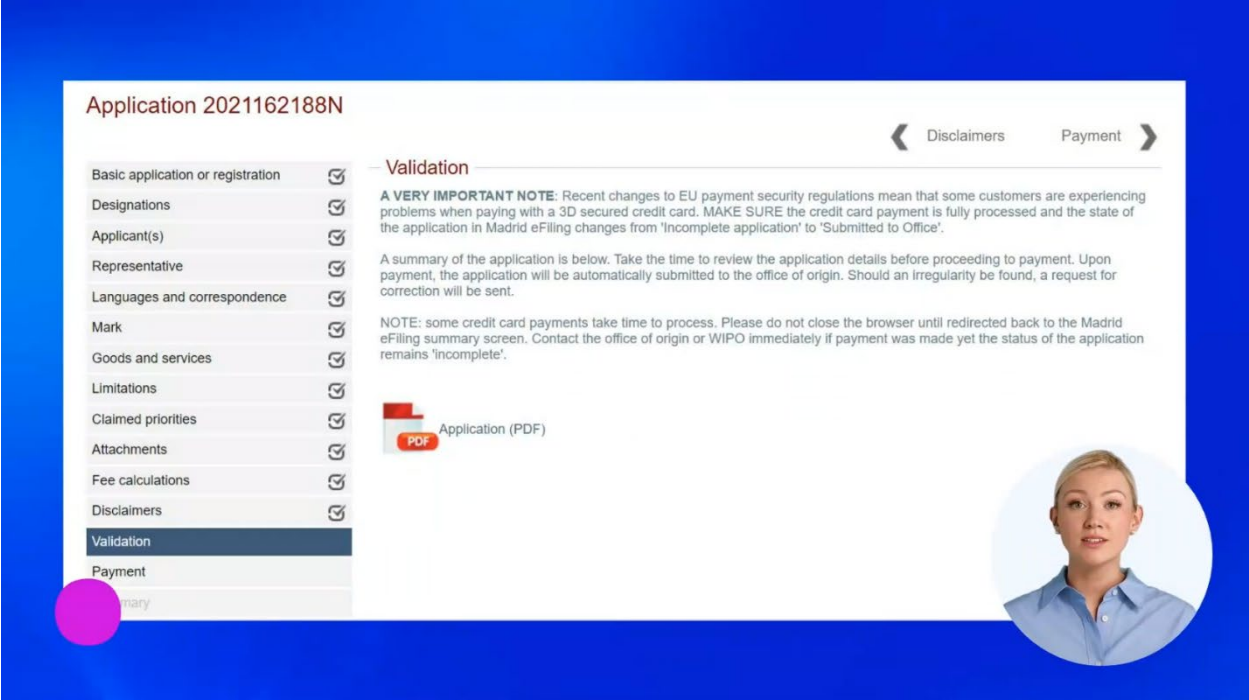 Application 2021162188N
Disclaimers
Payment
Basic application or registration
Designations
Applicant(s)
Representative
Languages and correspondence
Mark
Goods and services
Limitations
Claimed priorities
Attachments
Fee calculations
Disclaimers
Validation
Payment
Validation
A VERY IMPORTANT NOTE: Recent changes to EU payment security regulations mean that some customers are experiencing
problems when paying with a 3D secured credit card. MAKE SURE the credit card payment is fully processed and the state of
the application in Madrid eFiling changes from 'Incomplete application' to 'Submitted to Office'.
A summary of the application is below. Take the time to review the application details before proceeding to payment. Upon
payment, the application will be automatically submitted to the office of origin. Should an irregularity be found, a request for
correction will be sent.
NOTE: some credit card payments take time to process. Please do not close the browser until redirected back to the Madrid
eFiling summary screen. Contact the office of origin or WIPO immediately if payment was made yet the status of the application
remains 'incomplete'.
PDF
Application (PDF)